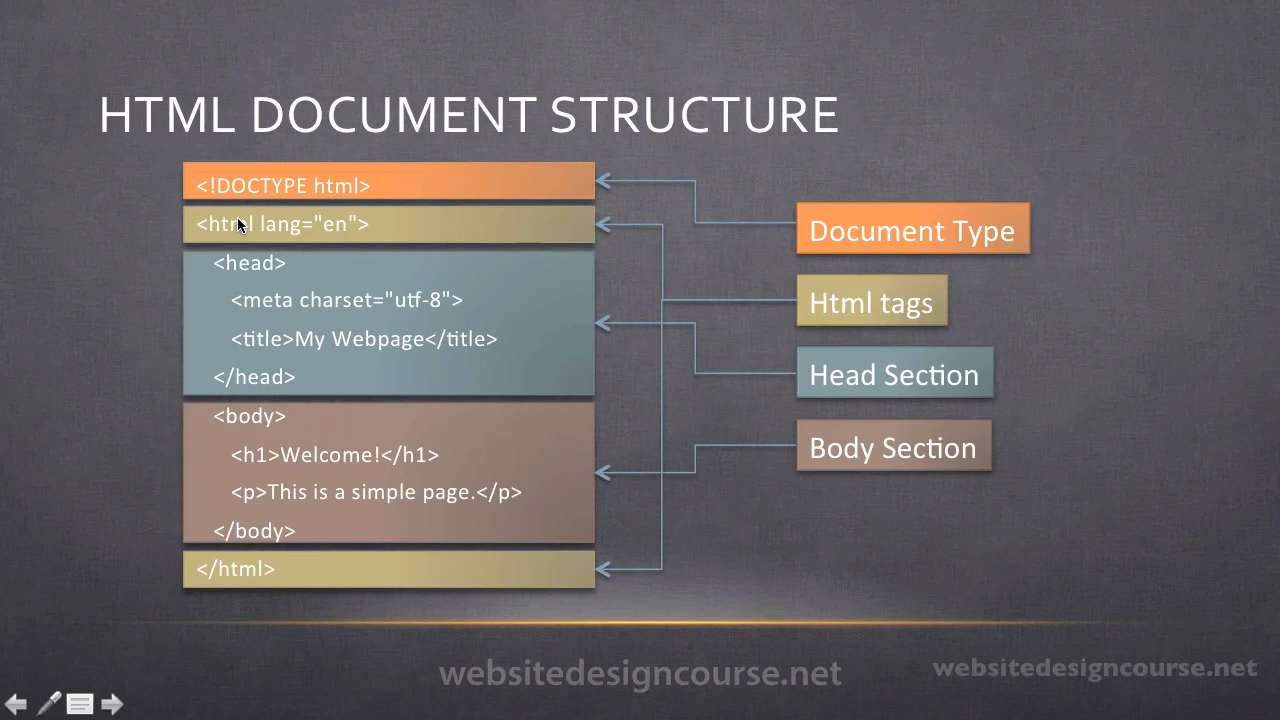 HTML DOCUMENT STRUCTURE
<!DOCTYPE html>
<html lang="en">
<head>
<meta charset="utf-8">
<title>My Webpage</title>
</head>
<body>
<h1>Welcome!</h1>
<p>This is a simple page.</p>
</body>
</html>
Document Type
Html tags
Head Section
Body Section
websitedesigncourse.net
websitedesigncourse.net